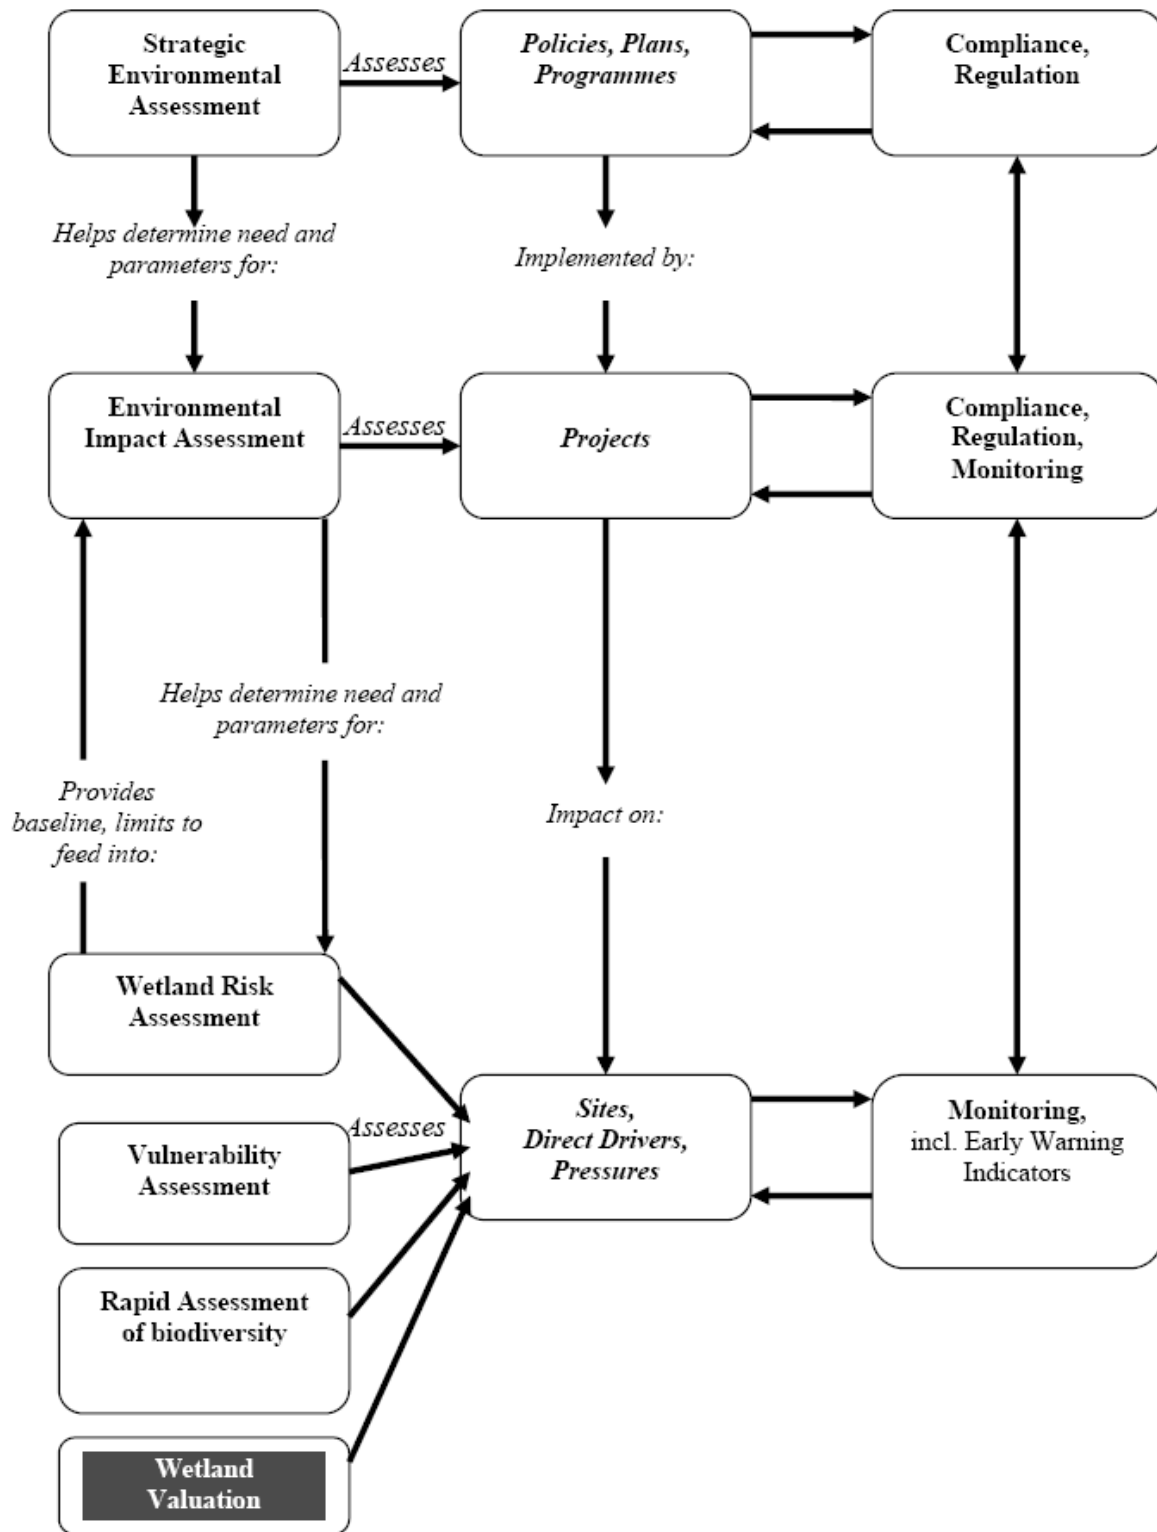 Strategic
Environmental
Assessment
Assesses
Policies, Plans,
Programmes
Compliance,
Regulation
Helps determine need and
parameters for:
Implemented by:
Environmental
Impact Assessment
Assesses
Projects
Compliance,
Regulation,
Monitoring
Helps determine need and
parameters for:
Provides
baseline, limits to
feed into:
Impact on:
Wetland Risk
Assessment
Vulnerability
Assessment
Assesses
Sites,
Direct Drivers,
Pressures
Monitoring,
incl. Early Warning
Indicators
Rapid Assessment
of biodiversity
Wetland
Valuation